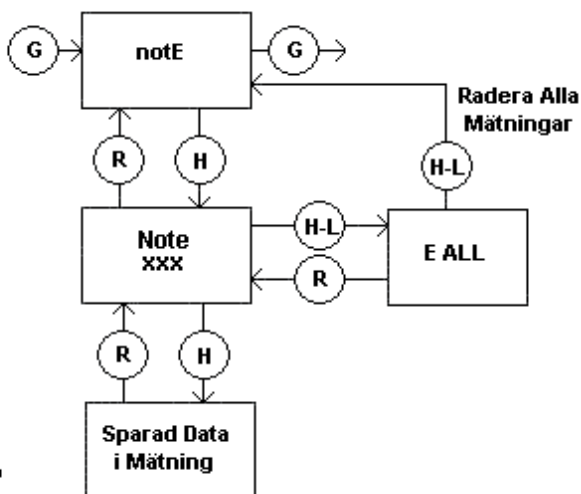 G
notE
G
Radera Alla
Mätningar
R
H
H-L
Note
xxx
H-L
E ALL
R
R
H
Sparad Data
i Mätning